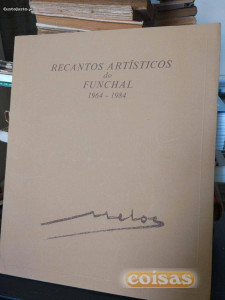 RECANTOS ARTÍSTICOS
do
FUNCHAL
1964 - 1984
Melos
coisas